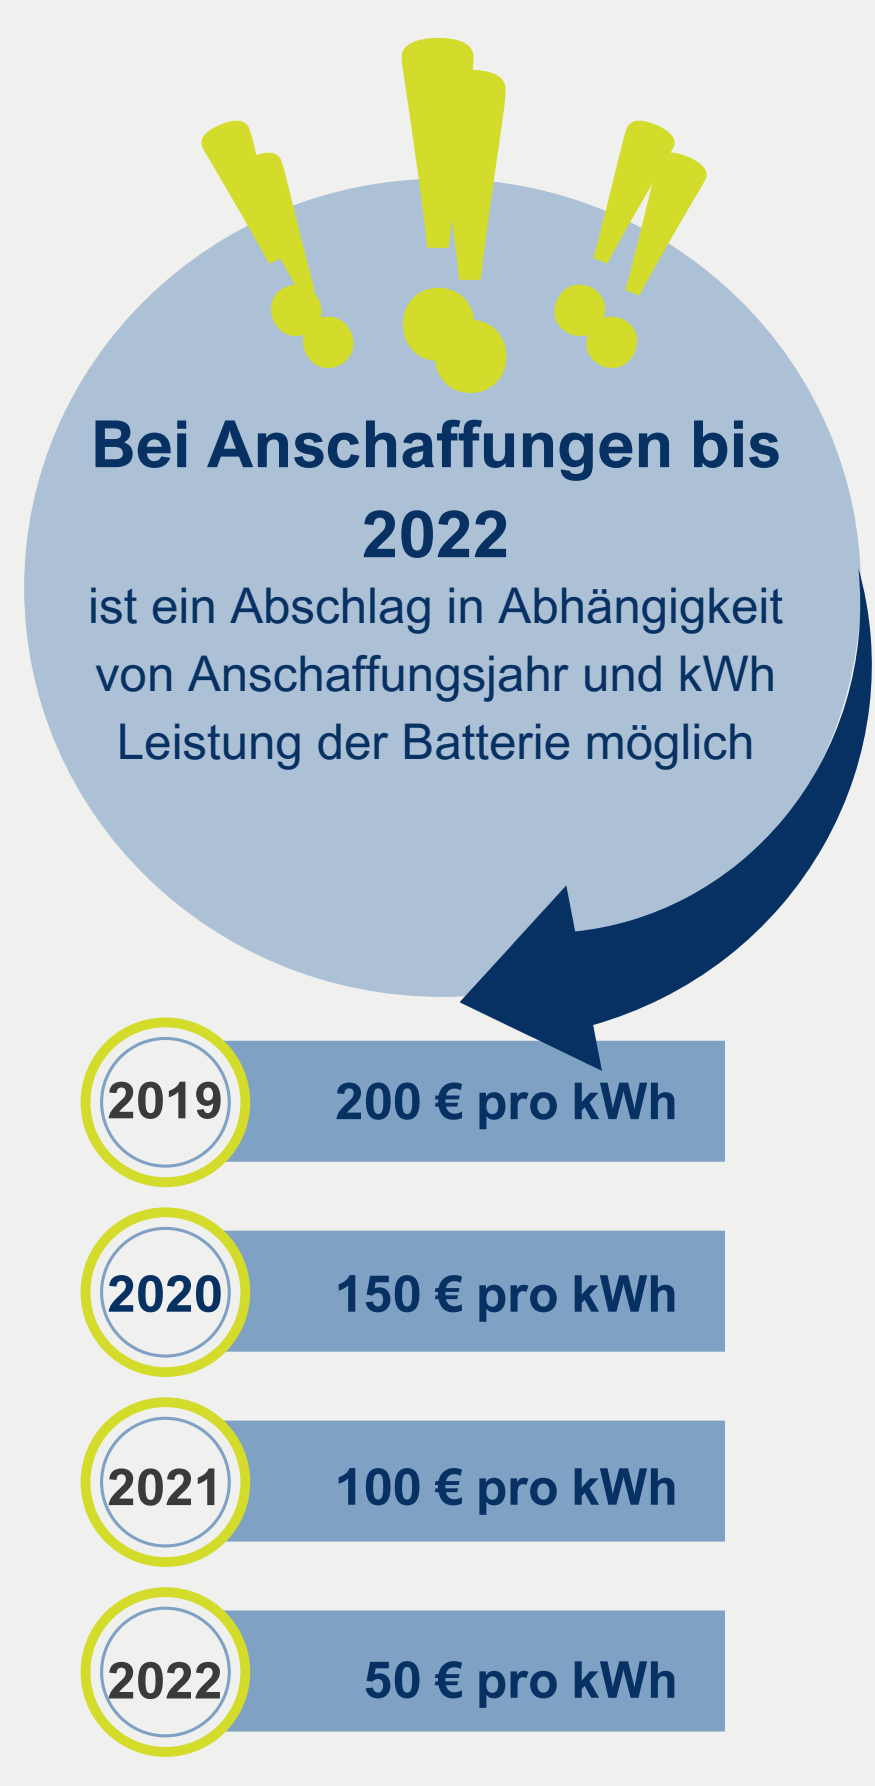 Bei Anschaffungen bis
2022
ist ein Abschlag in Abhängigkeit
von Anschaffungsjahr und kWh
Leistung der Batterie möglich
2019 200 € pro kWh
2020 150 € pro kWh
2021 100 € pro kWh
2022 50 € pro kWh